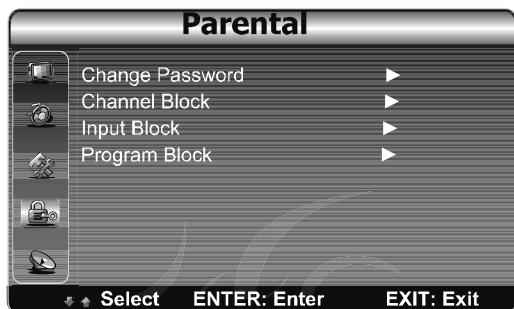 Parental
Change Password
Channel Block
Input Block
Program Block
Select ENTER: Enter EXIT: Exit